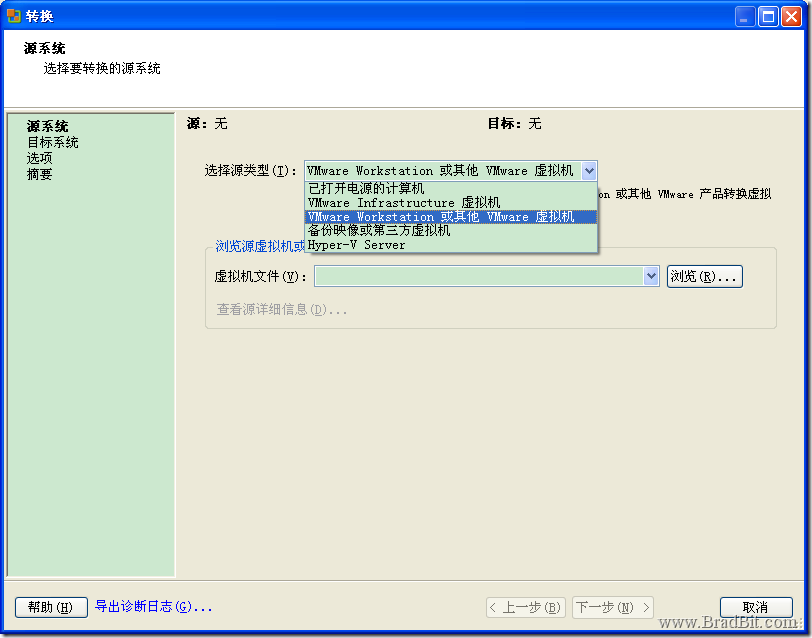 转换
源系统
选择要转换的源系统
源系统
目标系统
选项
摘要
源: 无 目标: 无
选择源类型(T): VMware Workstation 或其他 VMware 虚拟机
已打开电源的计算机
VMware Infrastructure 虚拟机
on 或其他 VMware 产品转换虚拟
VMware Workstation 或其他 VMware 虚拟机
备份映像或第三方虚拟机
Hyper-V Server
浏览源虚拟机或
虚拟机文件(V): 浏览(R)...
查看源详细信息(D)...
帮助(H) 导出诊断日志(G)... < 上一步(B) 下一步(N) > 取消
www.BradBit.com